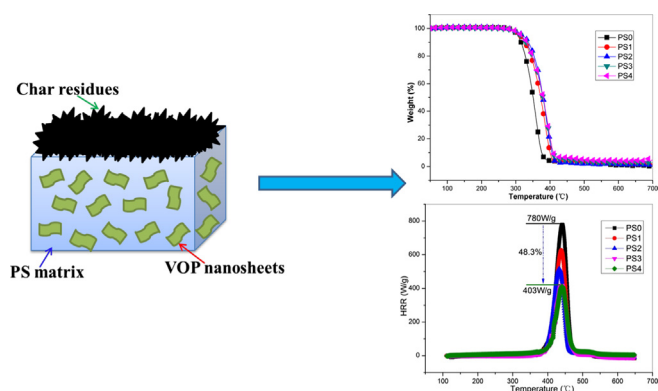 Char residues
PS matrix
VOP nanosheets
Weight (%)
100
80
60
40
20
0
PS0
PS1
PS2
PS3
PS4
100 200 300 400 500 600 700
Temperature (℃)
HRR (W/g)
800
600
400
200
0
780W/g
48.3%
403W/g
PS0
PS1
PS2
PS3
PS4
100 200 300 400 500 600 700
Temperature (℃)